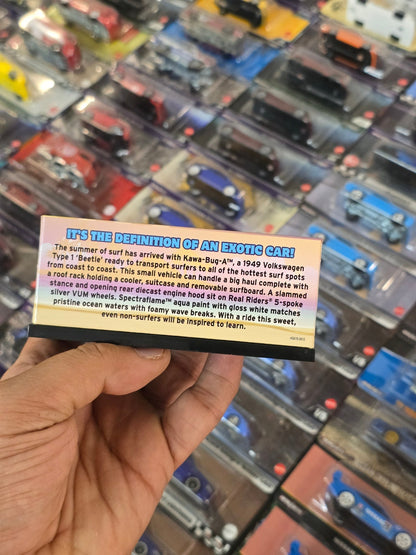 IT'S THE DEFINITION OF AN EXOTIC CAR!
The summer of surf has arrived with Kawa-Bug-A™, a 1949 Volkswagen
Type 1 'Beetle' ready to transport surfers to all of the hottest surf spots
from coast to coast. This small vehicle can handle a big haul complete with
a roof rack holding a cooler, suitcase and removable surfboard. A slammed
stance and opening rear diecast engine hood sit on Real Riders® 5-spoke
silver VUM wheels. Spectraflame™ aqua paint with gloss white matches
pristine ocean waters with foamy wave breaks. With a ride this sweet,
even non-surfers will be inspired to learn.